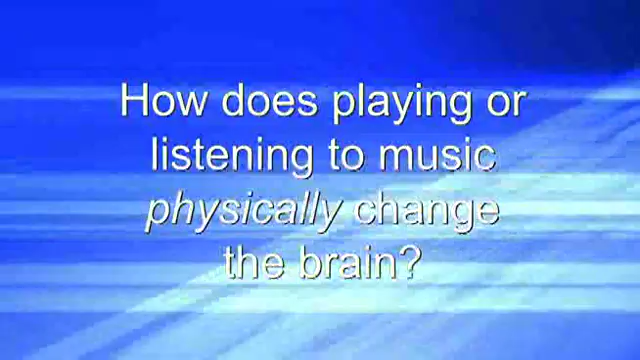 How does playing or
listening to music
physically change
the brain?